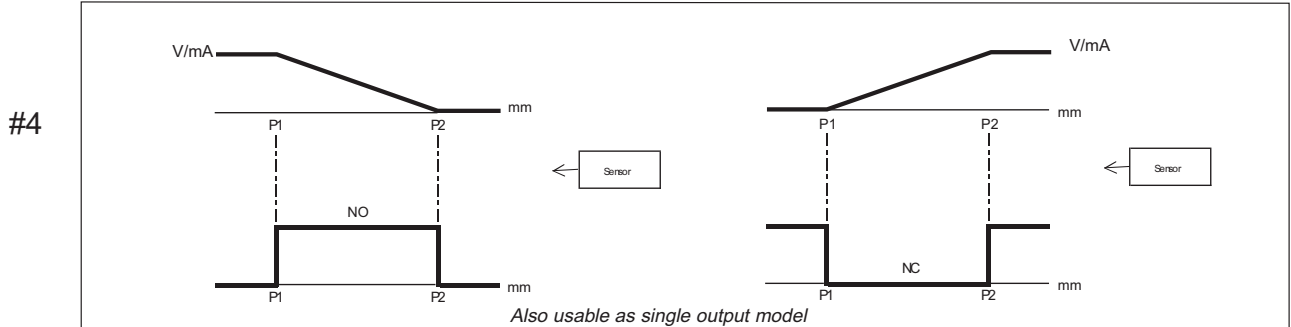 V/mA
V/mA
mm
mm
#4
P1
P2
P1
P2
Sensor
Sensor
NO
NC
mm
mm
P1
P2
P1
P2
Also usable as single output model